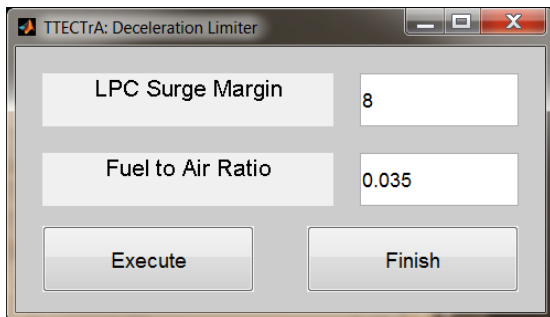 TTECTrA: Deceleration Limiter
LPC Surge Margin
8
Fuel to Air Ratio
0.035
Execute
Finish